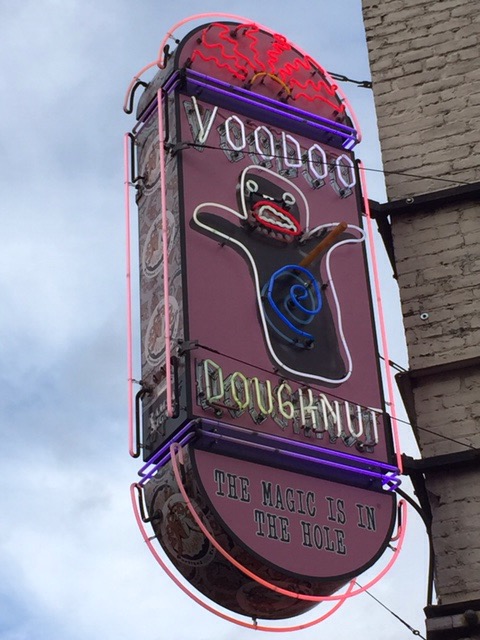 VOODOO
DOUGHNUT
THE MAGIC IS IN
THE HOLE